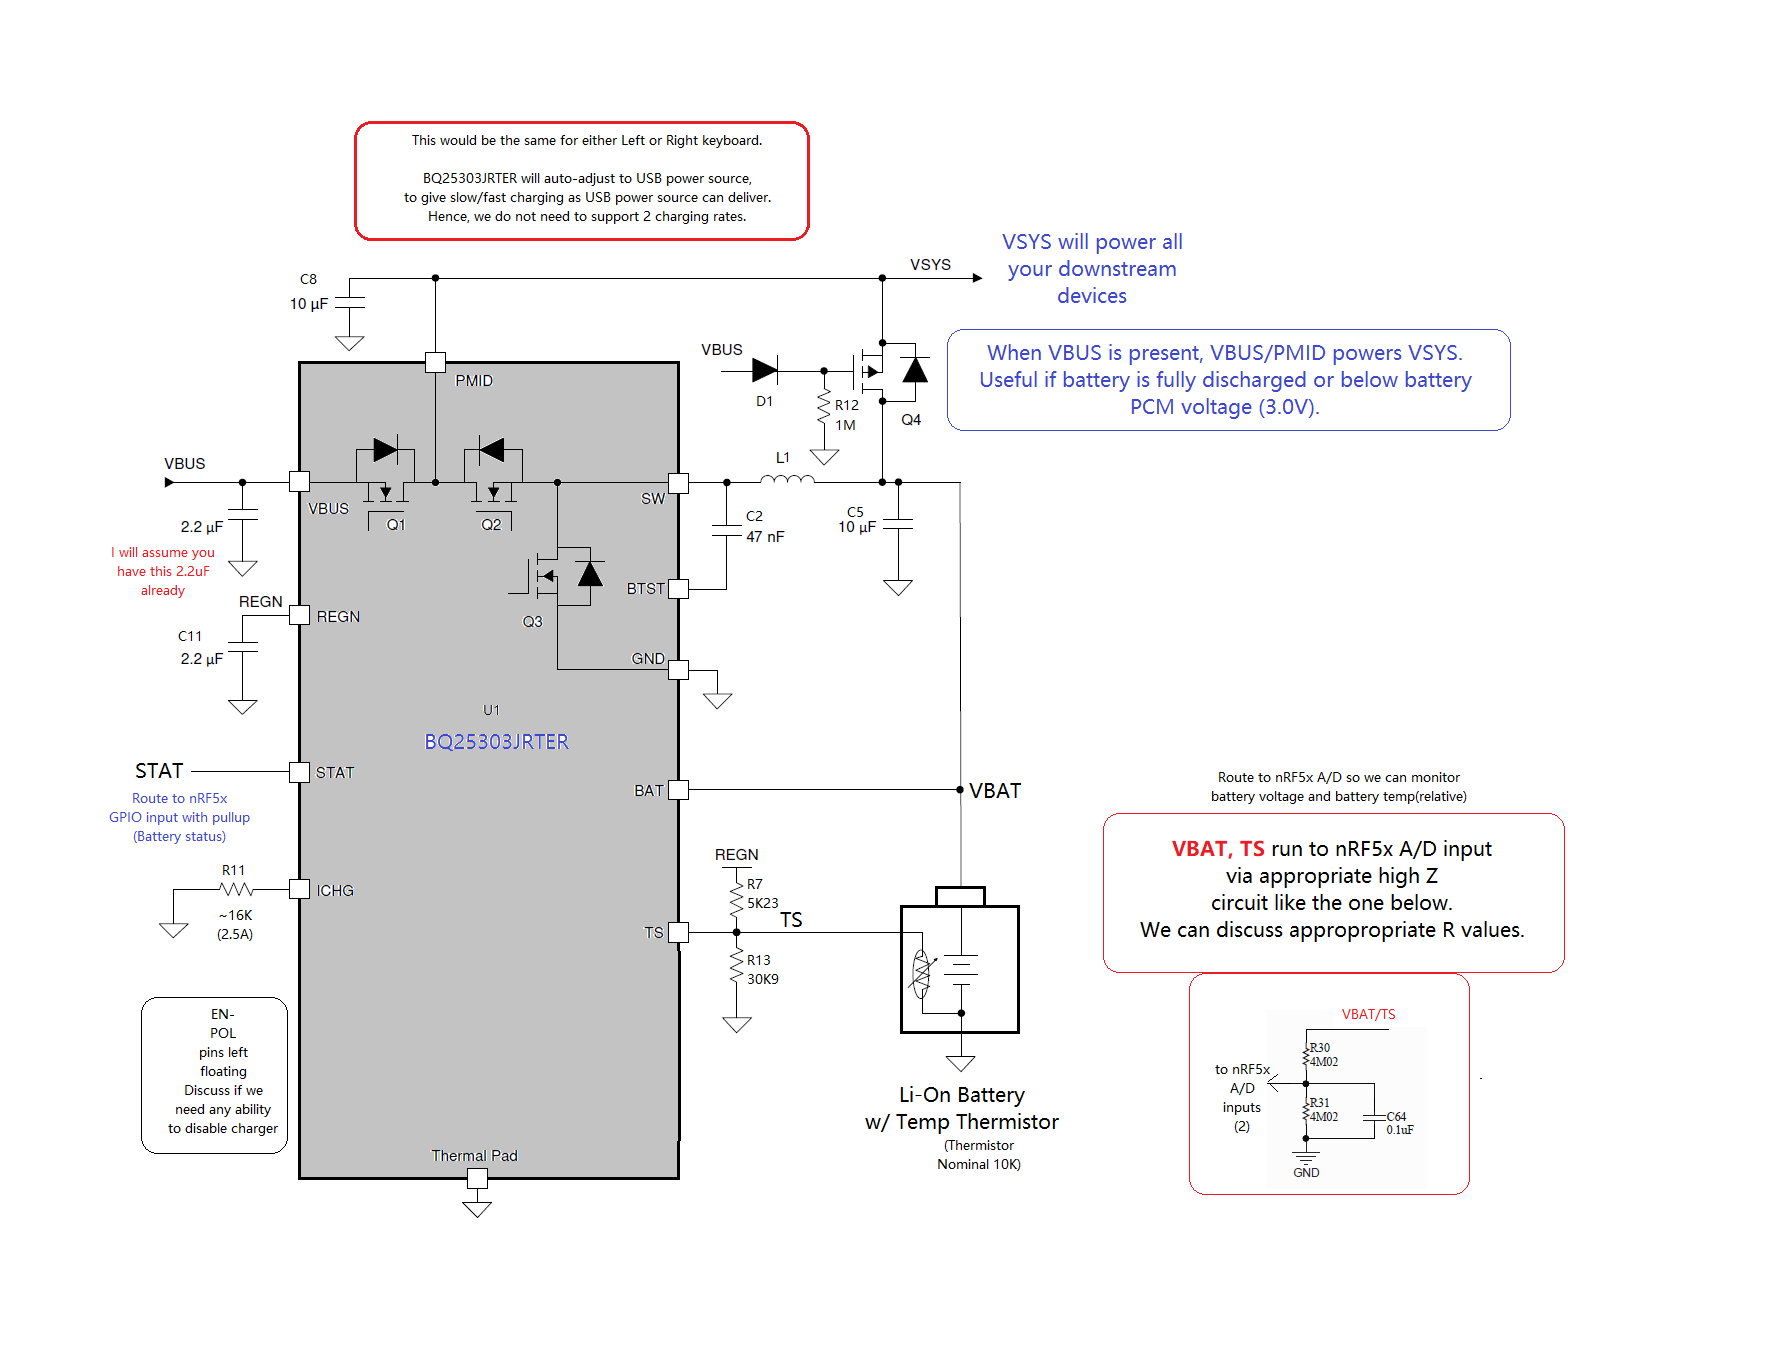 This would be the same for either Left or Right keyboard.
BQ25303JRTER will auto-adjust to USB power source,
to give slow/fast charging as USB power source can deliver.
Hence, we do not need to support 2 charging rates.
VSYS will power all
your downstream
devices
VSYS
C8
10 µF
PMID
VBUS
D1
R12
1M
Q4
When VBUS is present, VBUS/PMID powers VSYS.
Useful if battery is fully discharged or below battery
PCM voltage (3.0V).
VBUS
VBUS
2.2 µF
I will assume you
have this 2.2uF
already
Q1
Q2
SW
L1
C2
47 nF
C5
10 µF
BTST
Q3
GND
REGN
REGN
C11
2.2 µF
U1
BQ25303JRTER
STAT
STAT
Route to nRF5x
GPIO input with pullup
(Battery status)
BAT
VBAT
R11
ICHG
~16K
(2.5A)
REGN
R7
5K23
TS
TS
R13
30K9
EN-
POL
pins left
floating
Discuss if we
need any ability
to disable charger
Thermal Pad
Li-On Battery
w/ Temp Thermistor
(Thermistor
Nominal 10K)
Route to nRF5x A/D so we can monitor
battery voltage and battery temp(relative)
VBAT, TS run to nRF5x A/D input
via appropriate high Z
circuit like the one below.
We can discuss appropropriate R values.
VBAT/TS
R30
4M02
to nRF5x
A/D
inputs
(2)
R31
4M02
C64
0.1uF
GND